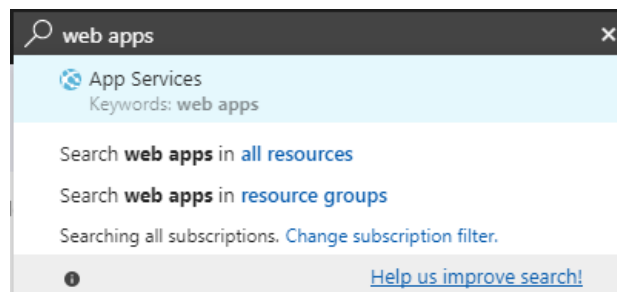 web apps
App Services
Keywords: web apps
Search web apps in all resources
Search web apps in resource groups
Searching all subscriptions. Change subscription filter.
Help us improve search!